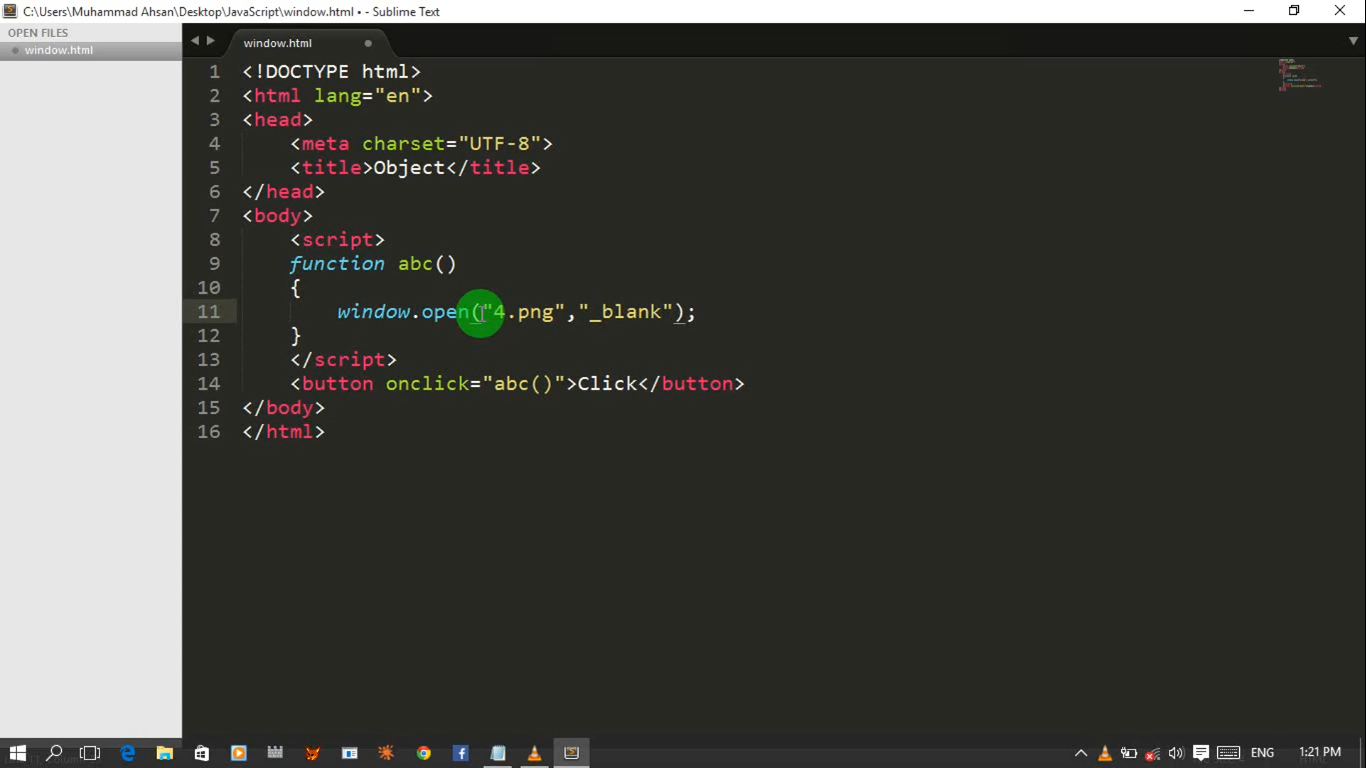 C:\Users\Muhammad Ahsan\Desktop\JavaScript\window.html • - Sublime Text
OPEN FILES
window.html
window.html
1 <!DOCTYPE html>
2 <html lang="en">
3 <head>
4 <meta charset="UTF-8">
5 <title>Object</title>
6 </head>
7 <body>
8 <script>
9 function abc()
10 {
11 window.open("4.png","_blank");
12 }
13 </script>
14 <button onclick="abc()">Click</button>
15 </body>
16 </html>
ENG
1:21 PM